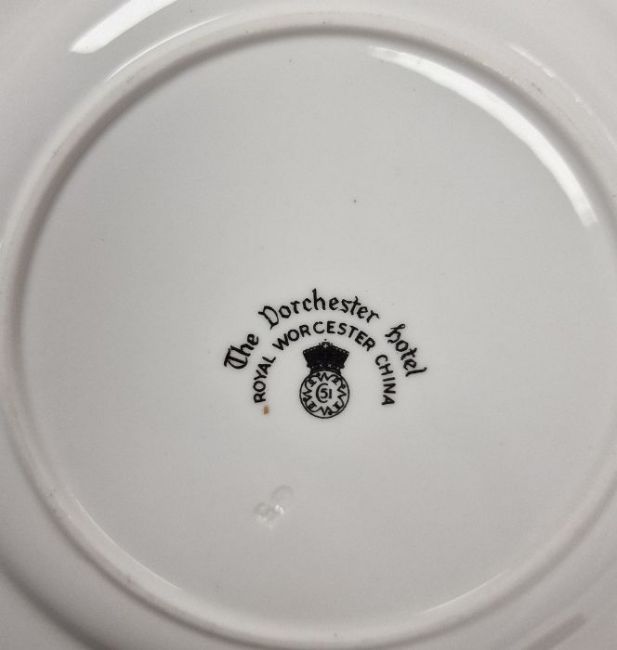 The Dorchester Hotel
ROYAL WORCESTER CHINA
51